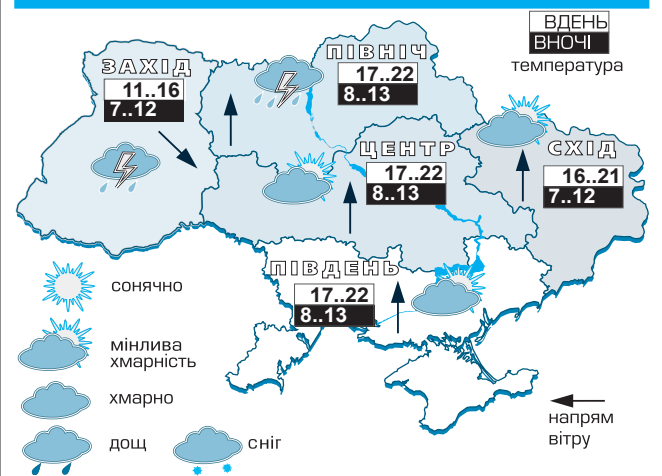 ВДЕНЬ
ВНОЧІ
температура
ПІВНІЧ
17..22
8..13
ЗАХІД
11..16
7..12
ЦЕНТР
17..22
8..13
СХІД
16..21
7..12
ПІВДЕНЬ
17..22
8..13
сонячно
мінлива
хмарність
хмарно
дощ
сніг
напрям
вітру